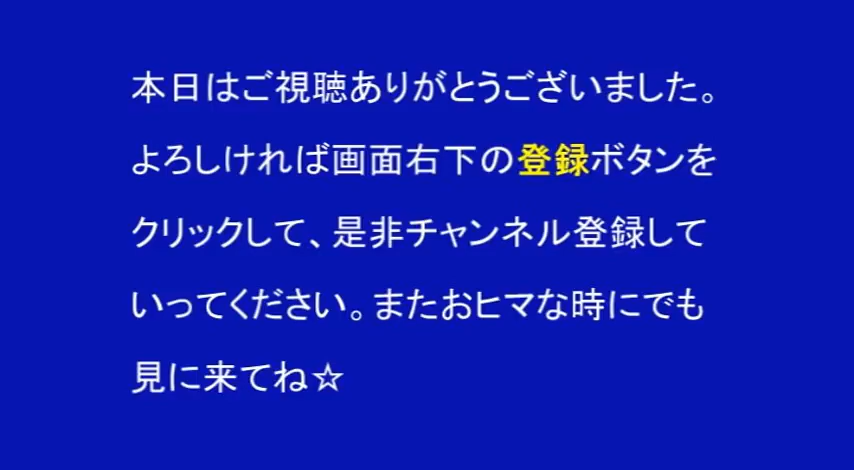 本日はご視聴ありがとうございました。
よろしければ画面右下の登録ボタンを
クリックして、是非チャンネル登録して
いってください。またおヒマな時にでも
見に来てね☆